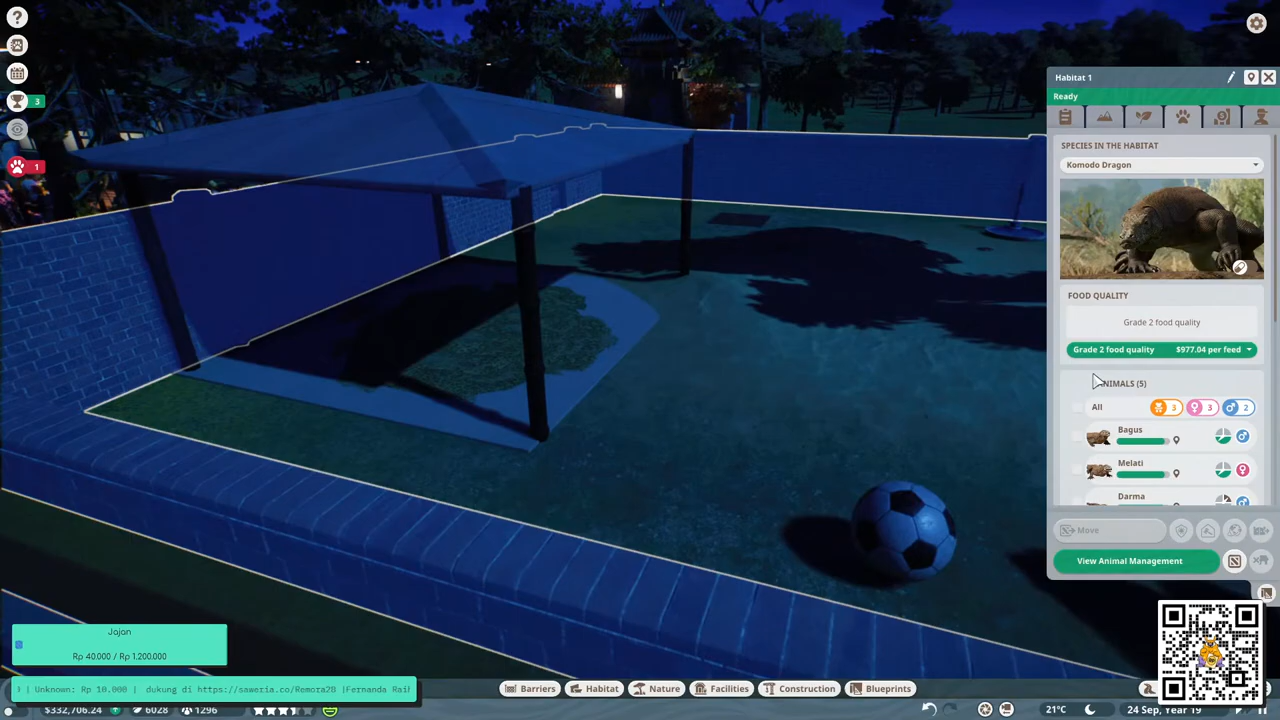 ?
3
1
Habitat 1
Ready
SPECIES IN THE HABITAT
Komodo Dragon
FOOD QUALITY
Grade 2 food quality
Grade 2 food quality $977.04 per feed
ANIMALS (5)
All 3 3 2
Bagus
Melati
Darma
Move
View Animal Management
Jajan
Rp 40.000 / Rp 1.200.000
| Unknown: Rp 10.000 | dukung di https://saweria.co/Remora28 |Fernanda
Barriers Habitat Nature Facilities Construction Blueprints
$332,706.24 6028 1296 21°C 24 Sep, Year 19